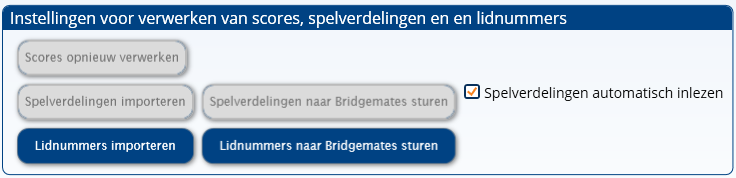 Instellingen voor verwerken van scores, spelverdelingen en en lidnummers
Scores opnieuw verwerken
Spelverdelingen importeren
Spelverdelingen naar Bridgemates sturen
Spelverdelingen automatisch inlezen
Lidnummers importeren
Lidnummers naar Bridgemates sturen